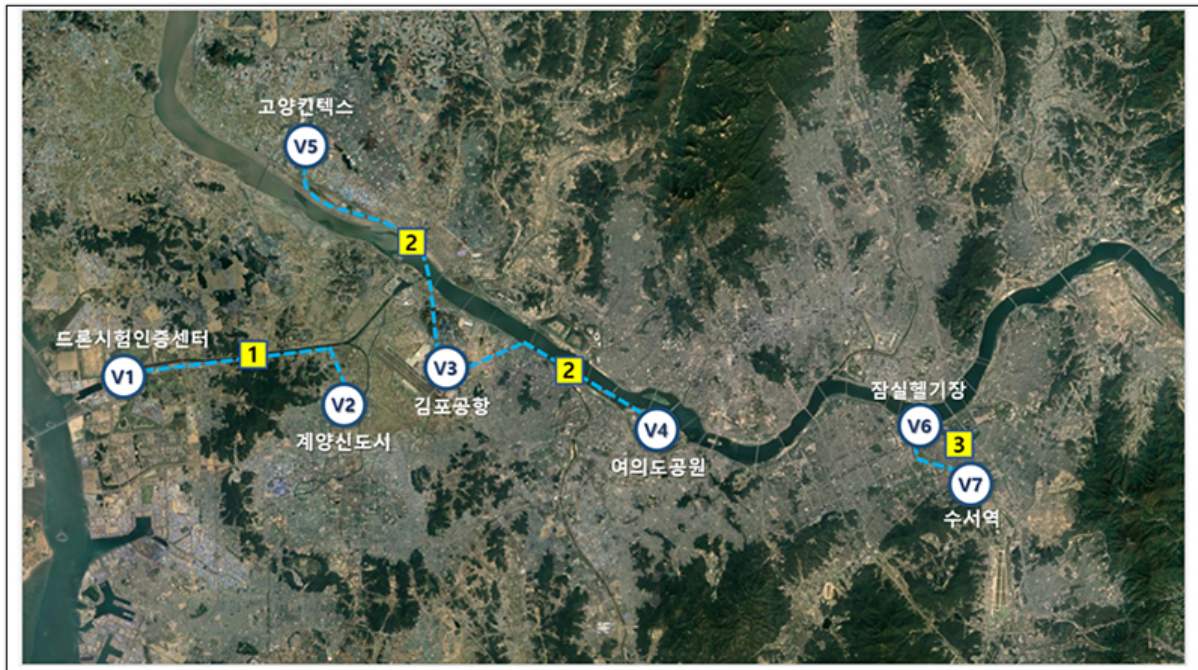 고양킨텍스
V5
2
드론시험인증센터
V1
1
V2
계양신도시
V3
김포공항
2
V4
여의도공원
잠실헬기장
V6
3
V7
수서역